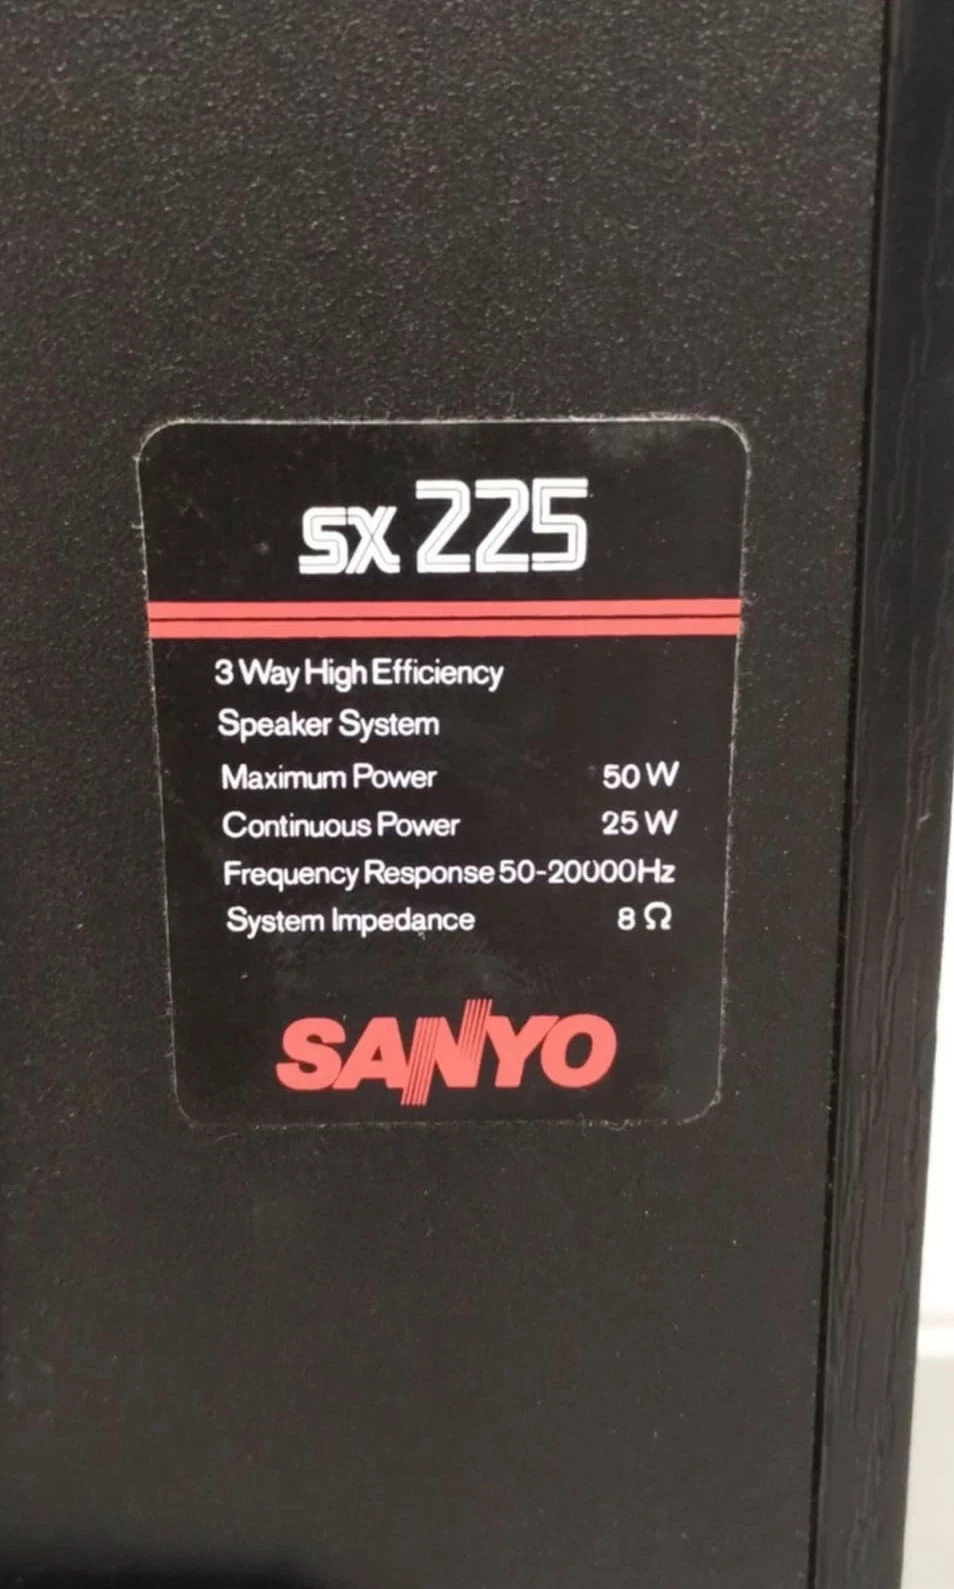 SX 225
3 Way High Efficiency
Speaker System
Maximum Power 50 W
Continuous Power 25 W
Frequency Response 50-20000Hz
System Impedance 8 Ω
SANYO